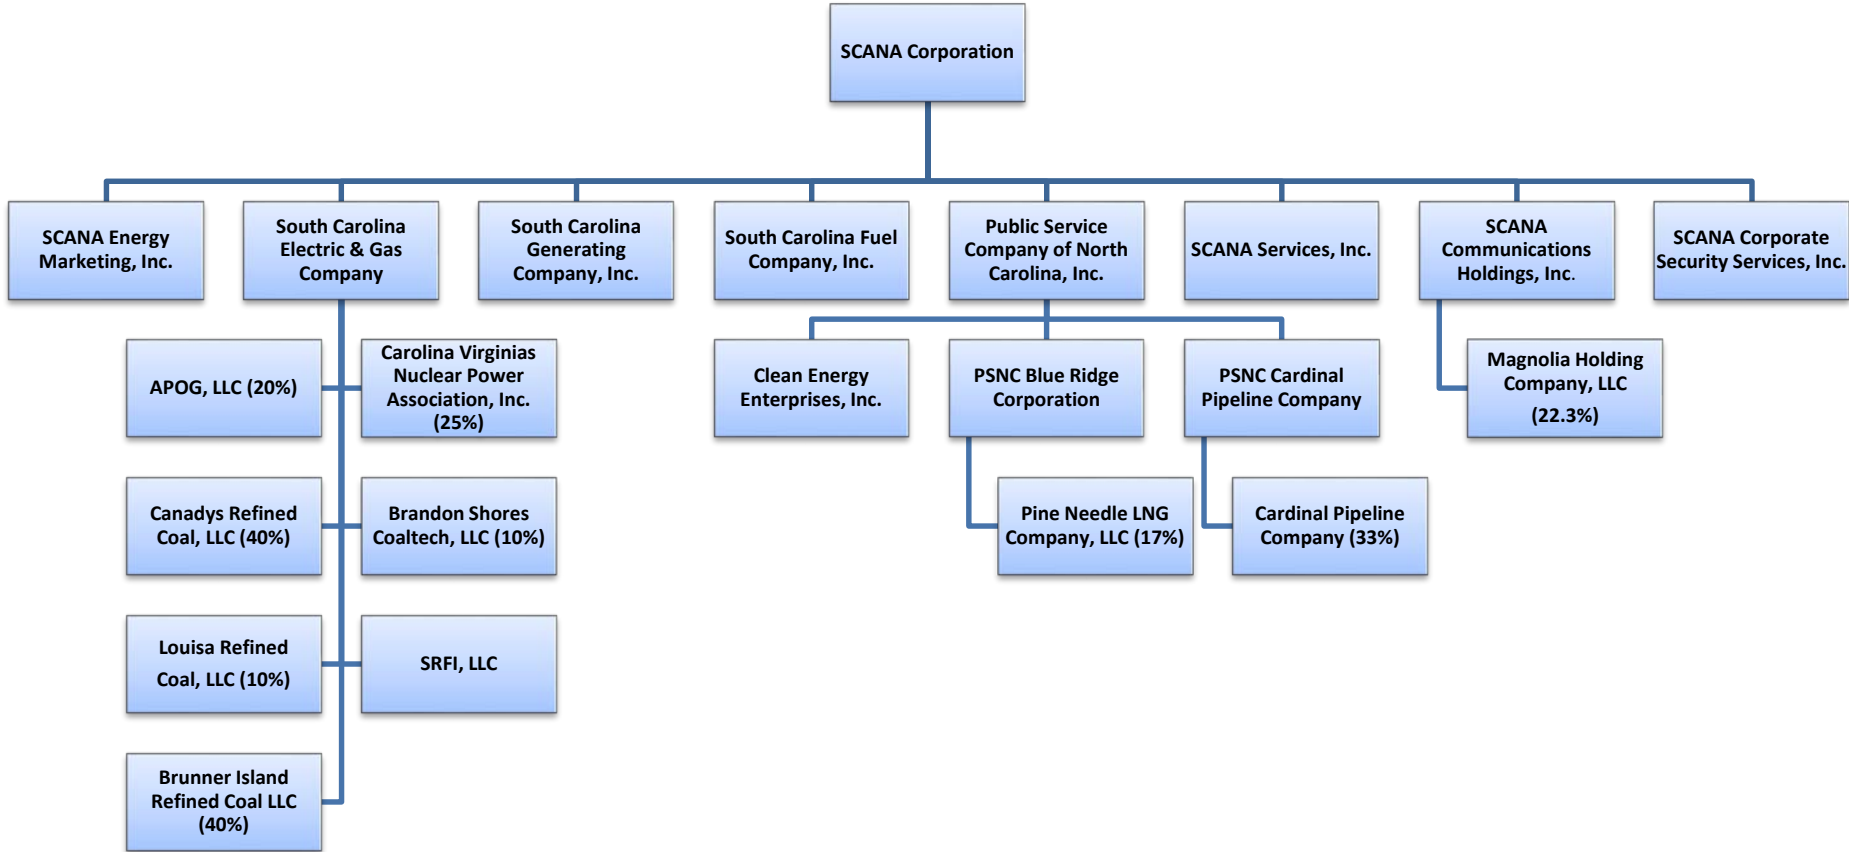 SCANA Corporation
SCANA Energy
Marketing, Inc.
South Carolina
Electric & Gas
Company
South Carolina
Generating
Company, Inc.
South Carolina Fuel
Company, Inc.
Public Service
Company of North
Carolina, Inc.
SCANA Services, Inc.
SCANA
Communications
Holdings, Inc.
SCANA Corporate
Security Services, Inc.
APOG, LLC (20%)
Carolina Virginias
Nuclear Power
Association, Inc.
(25%)
Clean Energy
Enterprises, Inc.
PSNC Blue Ridge
Corporation
PSNC Cardinal
Pipeline Company
Magnolia Holding
Company, LLC
(22.3%)
Canadys Refined
Coal, LLC (40%)
Brandon Shores
Coaltech, LLC (10%)
Pine Needle LNG
Company, LLC (17%)
Cardinal Pipeline
Company (33%)
Louisa Refined
Coal, LLC (10%)
SRFI, LLC
Brunner Island
Refined Coal LLC
(40%)